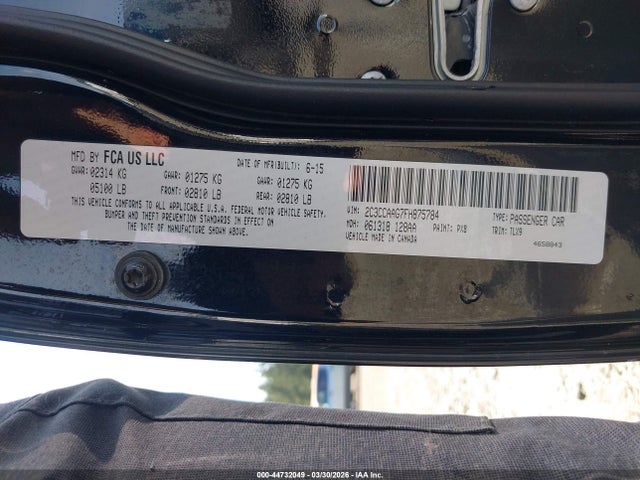 MFD BY FCA US LLC DATE OF MFR(BUILT): 6-15
GVWR:02314 KG GAWR: 01275 KG GAWR: 01275 KG
05100 LB FRONT: 02810 LB REAR: 02810 LB
THIS VEHICLE CONFORMS TO ALL APPLICABLE U.S.A. FEDERAL MOTOR VEHICLE SAFETY,
BUMPER, AND THEFT PREVENTION STANDARDS IN EFFECT ON
THE DATE OF MANUFACTURE SHOWN ABOVE.
VIN: 2C3CCAAG7FH875784 TYPE: PASSENGER CAR
MDH: 061318 128AA PAINT: PX8 TRIM: TLX9
VEHICLE MADE IN CANADA 4658043
000-44732049 - 03/30/2026 - IAA Inc.